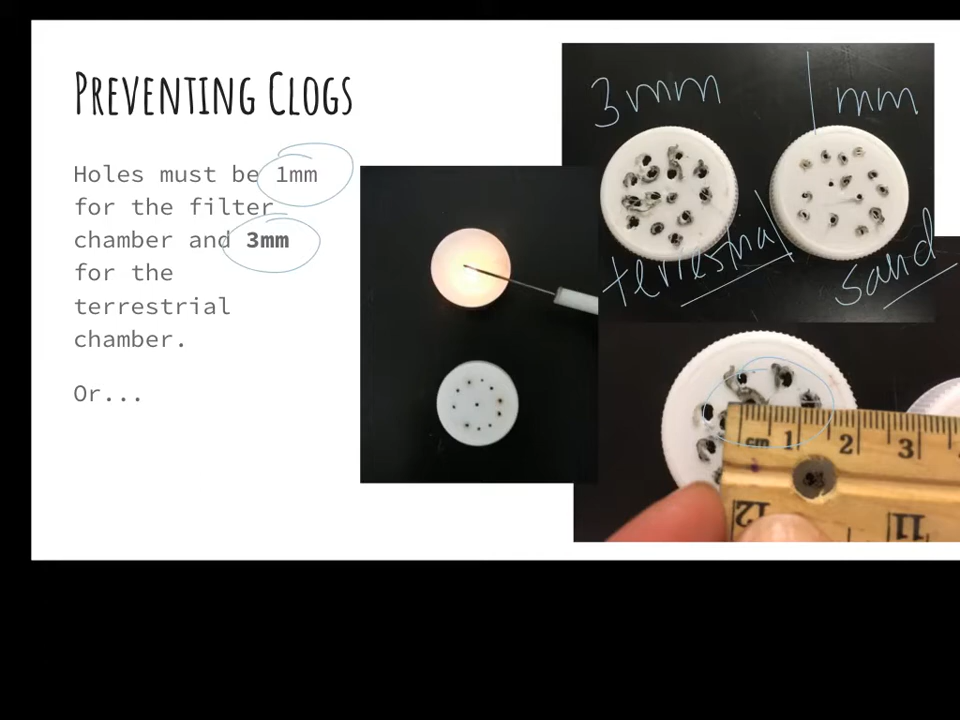 Preventing Clogs
Holes must be 1mm
for the filter
chamber and 3mm
for the
terrestrial
chamber.
Or...
3mm
1mm
terrestrial
sand
cm 1 2 3
12 11